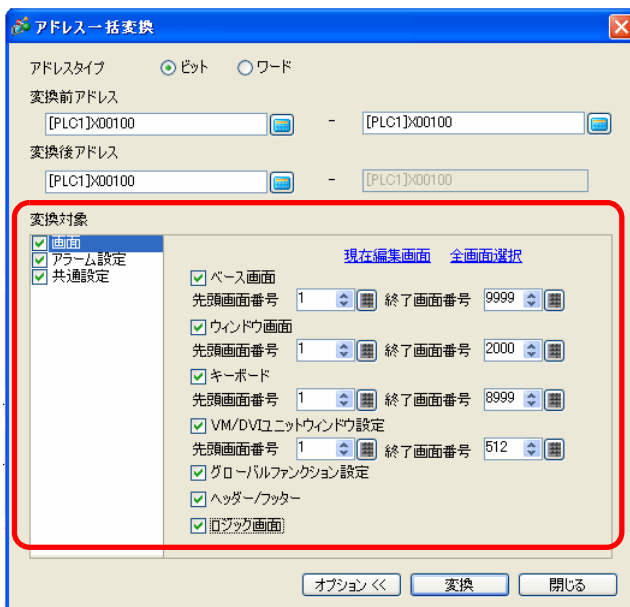 アドレス一括変換
アドレスタイプ ビット ワード
変換前アドレス
[PLC1]X00100 - [PLC1]X00100
変換後アドレス
[PLC1]X00100 - [PLC1]X00100
変換対象
画面
アラーム設定
共通設定
現在編集画面 全画面選択
ベース画面
先頭画面番号 1 終了画面番号 9999
ウィンドウ画面
先頭画面番号 1 終了画面番号 2000
キーボード
先頭画面番号 1 終了画面番号 8999
VM/DVIユニットウィンドウ設定
先頭画面番号 1 終了画面番号 512
グローバルファンクション設定
ヘッダー/フッター
ロジック画面
オプション << 変換 閉じる